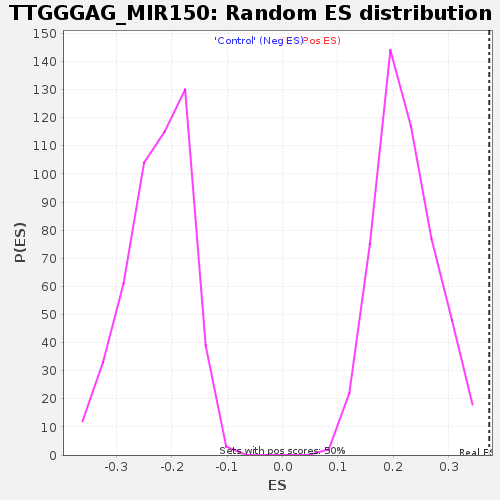 TTGGGAG_MIR150: Random ES distribution
'Control' (Neg ES) Pos ES)
150
140
130
120
110
100
90
80
70
60
50
40
30
20
10
0
P(ES)
Sets with pos scores: 50%
Real ES
-0.3 -0.2 -0.1 0.0 0.1 0.2 0.3
ES